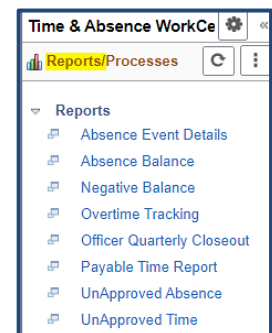 Time & Absence WorkCe
Reports/Processes
Reports
Absence Event Details
Absence Balance
Negative Balance
Overtime Tracking
Officer Quarterly Closeout
Payable Time Report
UnApproved Absence
UnApproved Time